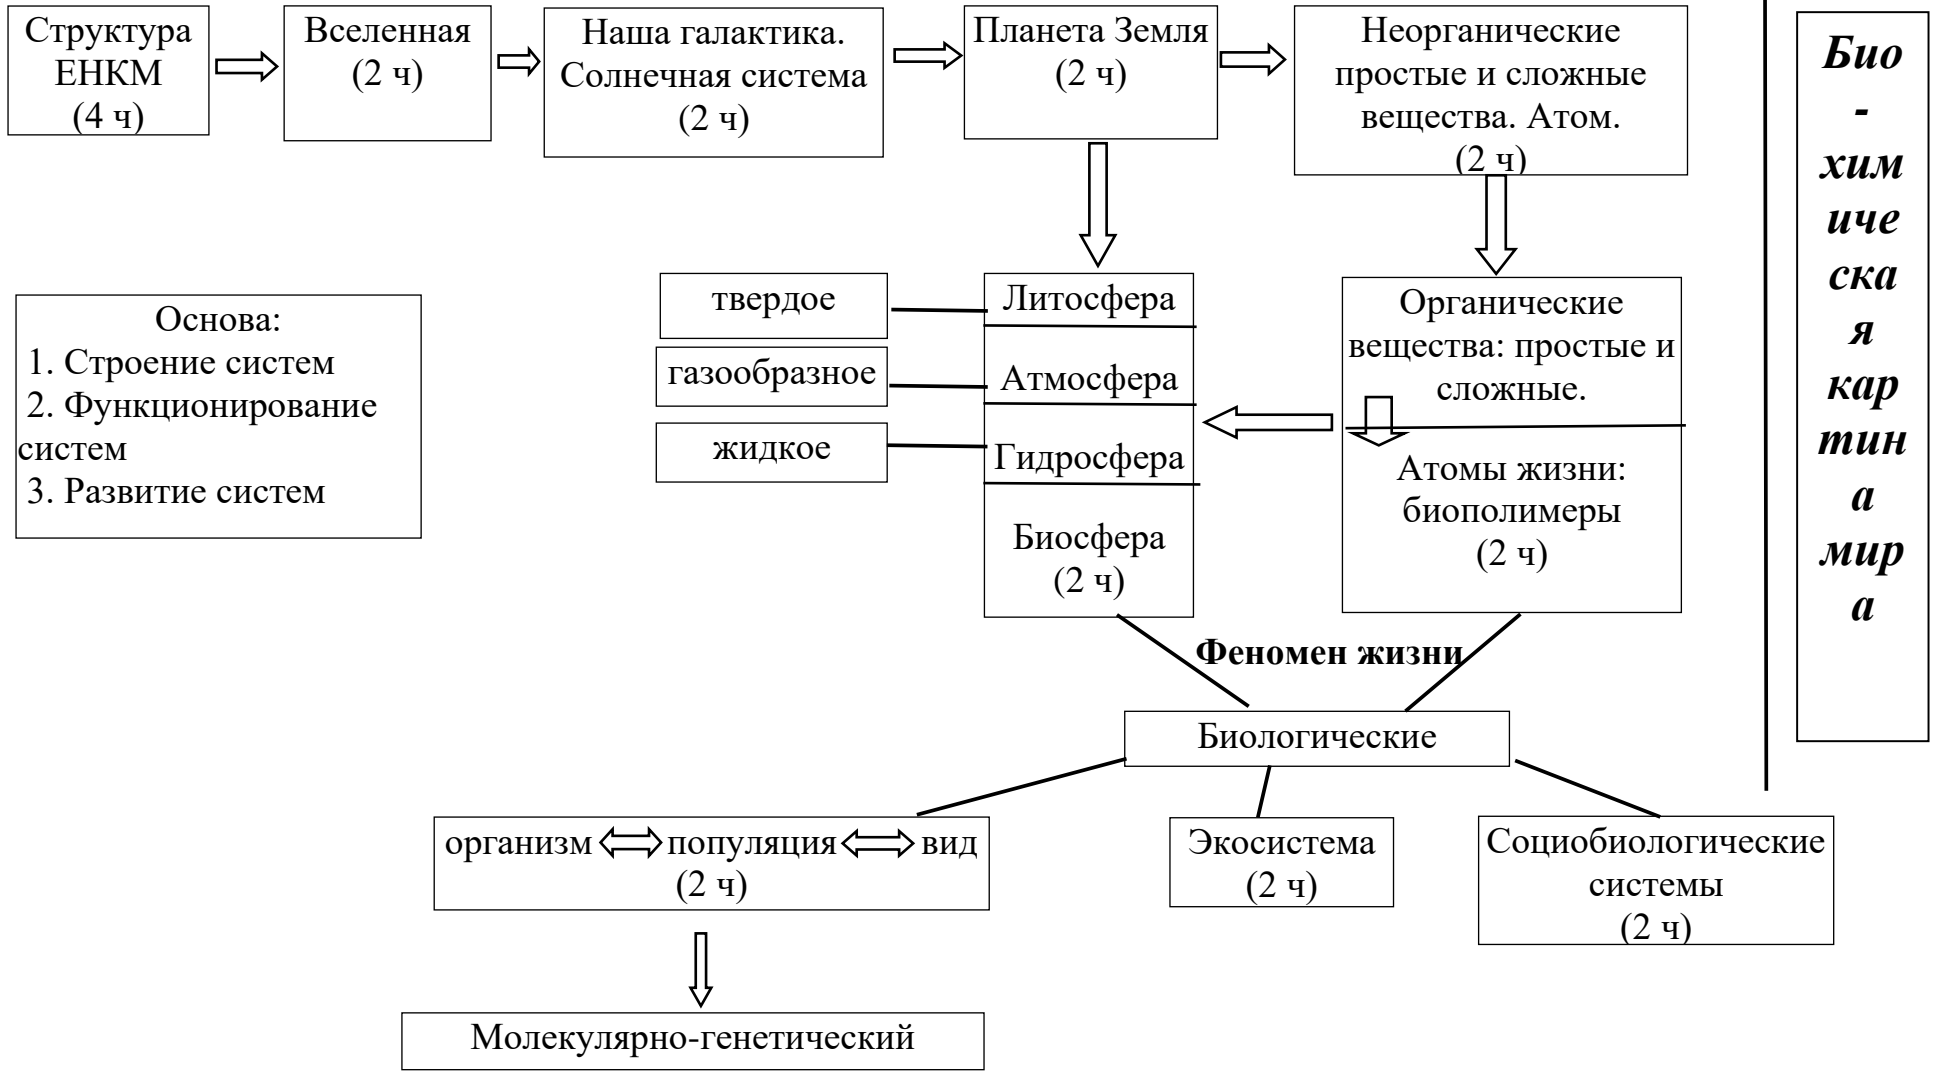 Структура
ЕНКМ
(4 ч)
Вселенная
(2 ч)
Наша галактика.
Солнечная система
(2 ч)
Планета Земля
(2 ч)
Неорганические
простые и сложные
вещества. Атом.
(2 ч)
Био
-
хим
иче
ска
я
кар
тин
а
мир
а
Основа:
1. Строение систем
2. Функционирование
систем
3. Развитие систем
твердое
газообразное
жидкое
Литосфера
Атмосфера
Гидросфера
Биосфера
(2 ч)
Органические
вещества: простые и
сложные.
Атомы жизни:
биополимеры
(2 ч)
Феномен жизни
Биологические
организм популяция вид
(2 ч)
Экосистема
(2 ч)
Социобиологические
системы
(2 ч)
Молекулярно-генетический